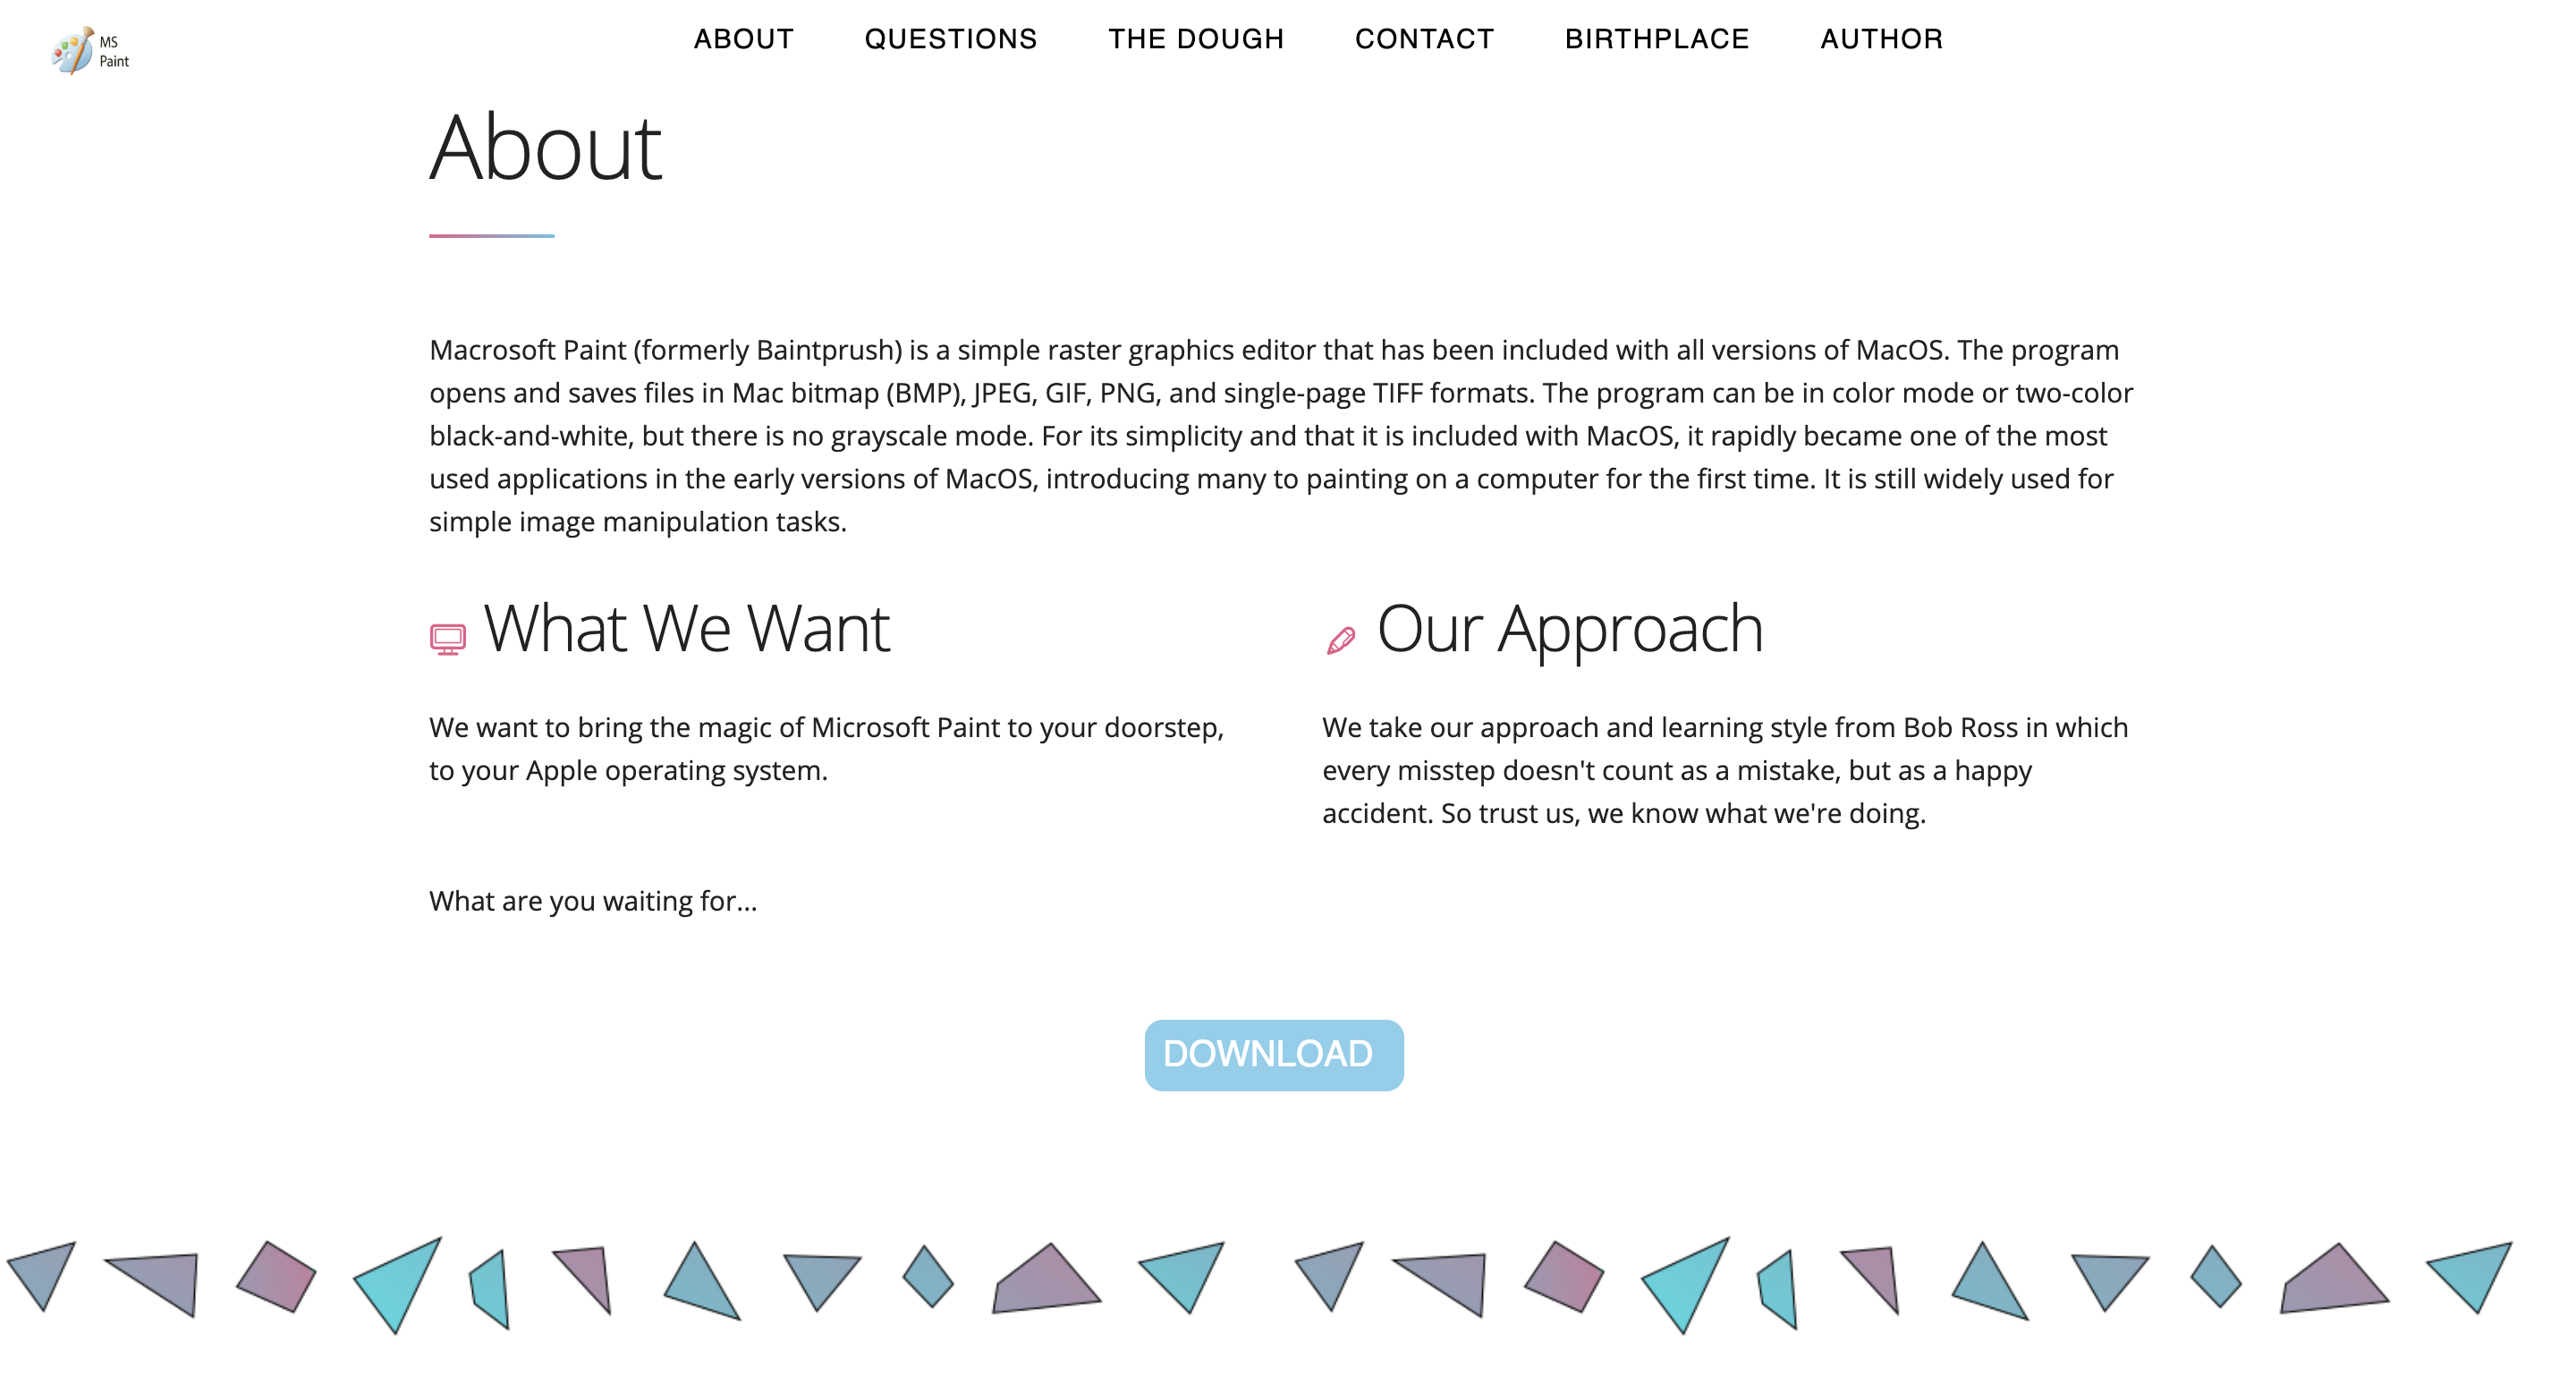 MS
Paint
ABOUT QUESTIONS THE DOUGH CONTACT BIRTHPLACE AUTHOR
About
Macrosoft Paint (formerly Baintprush) is a simple raster graphics editor that has been included with all versions of MacOS. The program
opens and saves files in Mac bitmap (BMP), JPEG, GIF, PNG, and single-page TIFF formats. The program can be in color mode or two-color
black-and-white, but there is no grayscale mode. For its simplicity and that it is included with MacOS, it rapidly became one of the most
used applications in the early versions of MacOS, introducing many to painting on a computer for the first time. It is still widely used for
simple image manipulation tasks.
What We Want
We want to bring the magic of Microsoft Paint to your doorstep,
to your Apple operating system.
What are you waiting for...
Our Approach
We take our approach and learning style from Bob Ross in which
every misstep doesn't count as a mistake, but as a happy
accident. So trust us, we know what we're doing.
DOWNLOAD